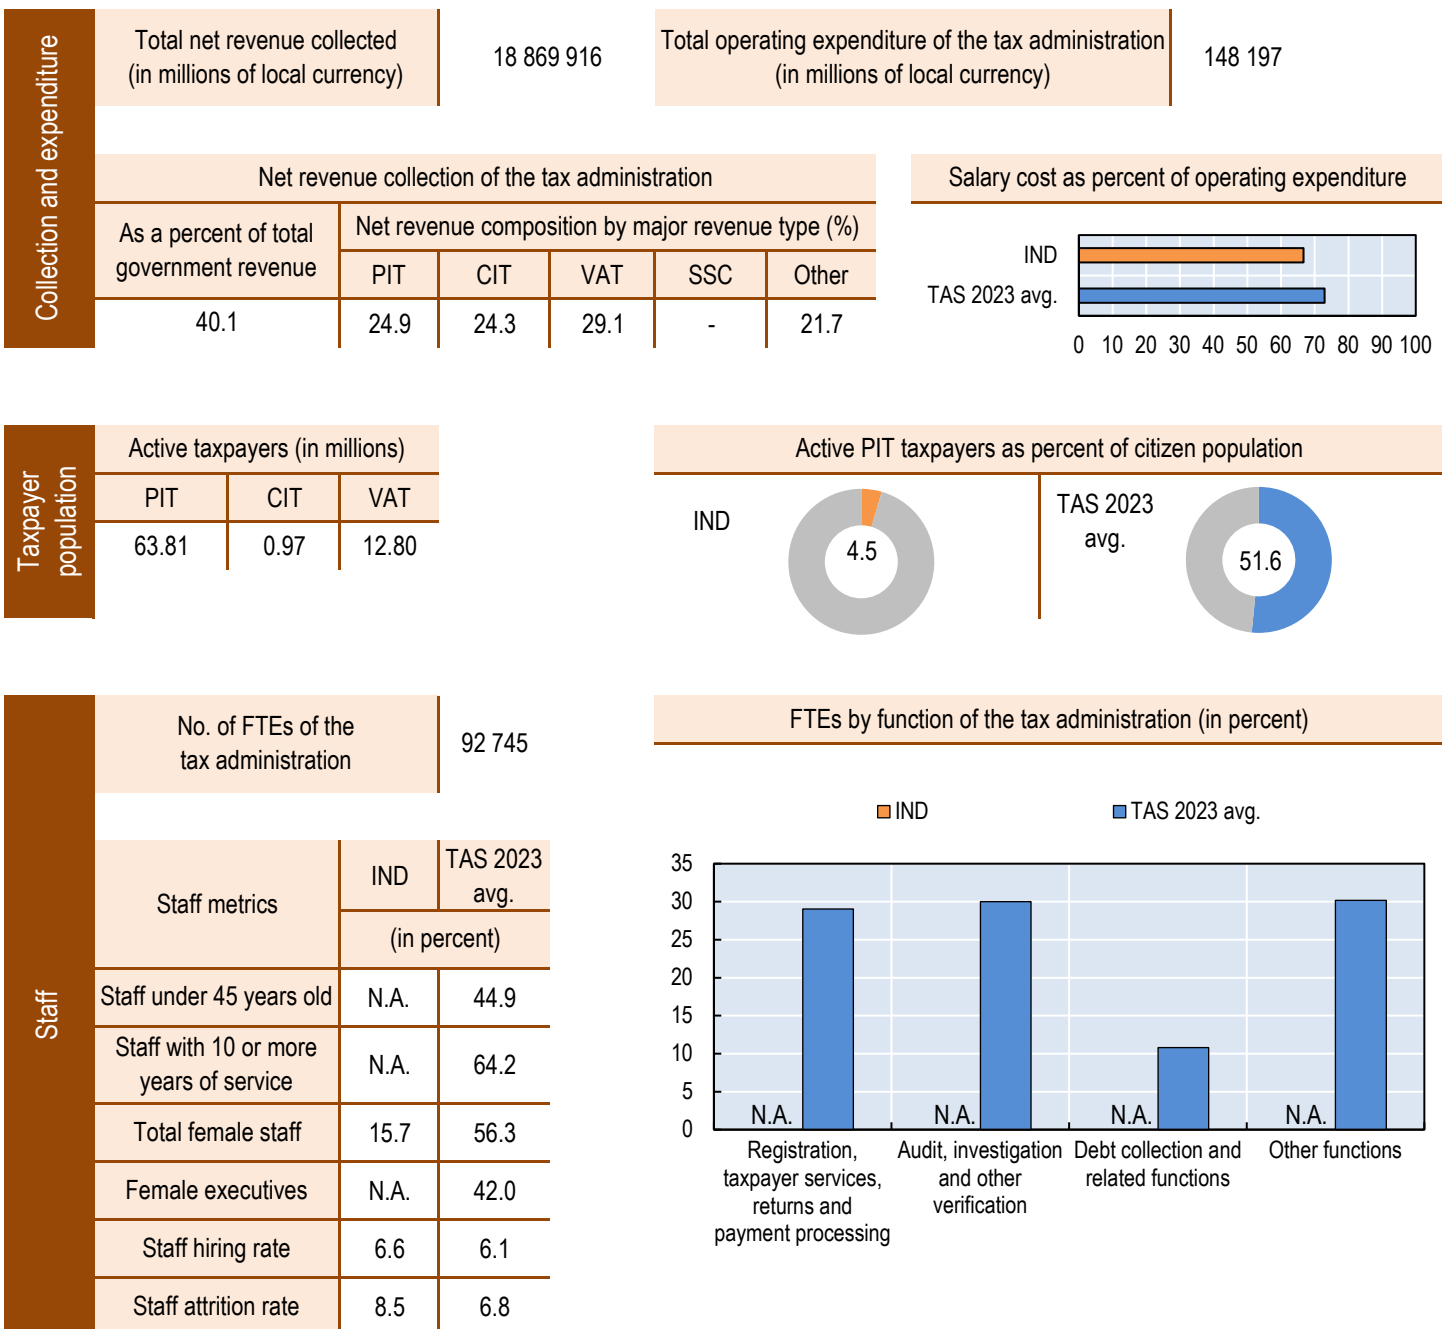 Collection and expenditure
Total net revenue collected
(in millions of local currency)
18 869 916
Total operating expenditure of the tax administration
(in millions of local currency)
148 197
Net revenue collection of the tax administration
As a percent of total
government revenue
Net revenue composition by major revenue type (%)
PIT CIT VAT SSC Other
40.1 24.9 24.3 29.1 - 21.7
Salary cost as percent of operating expenditure
IND
TAS 2023 avg.
0 10 20 30 40 50 60 70 80 90 100
Taxpayer
population
Active taxpayers (in millions)
PIT CIT VAT
63.81 0.97 12.80
Active PIT taxpayers as percent of citizen population
IND
4.5
TAS 2023
avg.
51.6
Staff
No. of FTEs of the
tax administration
92 745
Staff metrics
IND
TAS 2023
avg.
(in percent)
Staff under 45 years old N.A. 44.9
Staff with 10 or more
years of service
N.A. 64.2
Total female staff 15.7 56.3
Female executives N.A. 42.0
Staff hiring rate 6.6 6.1
Staff attrition rate 8.5 6.8
FTEs by function of the tax administration (in percent)
IND TAS 2023 avg.
35
30
25
20
15
10
5
0
N.A. N.A. N.A. N.A.
Registration,
taxpayer services,
returns and
payment processing
Audit, investigation
and other
verification
Debt collection and
related functions
Other functions